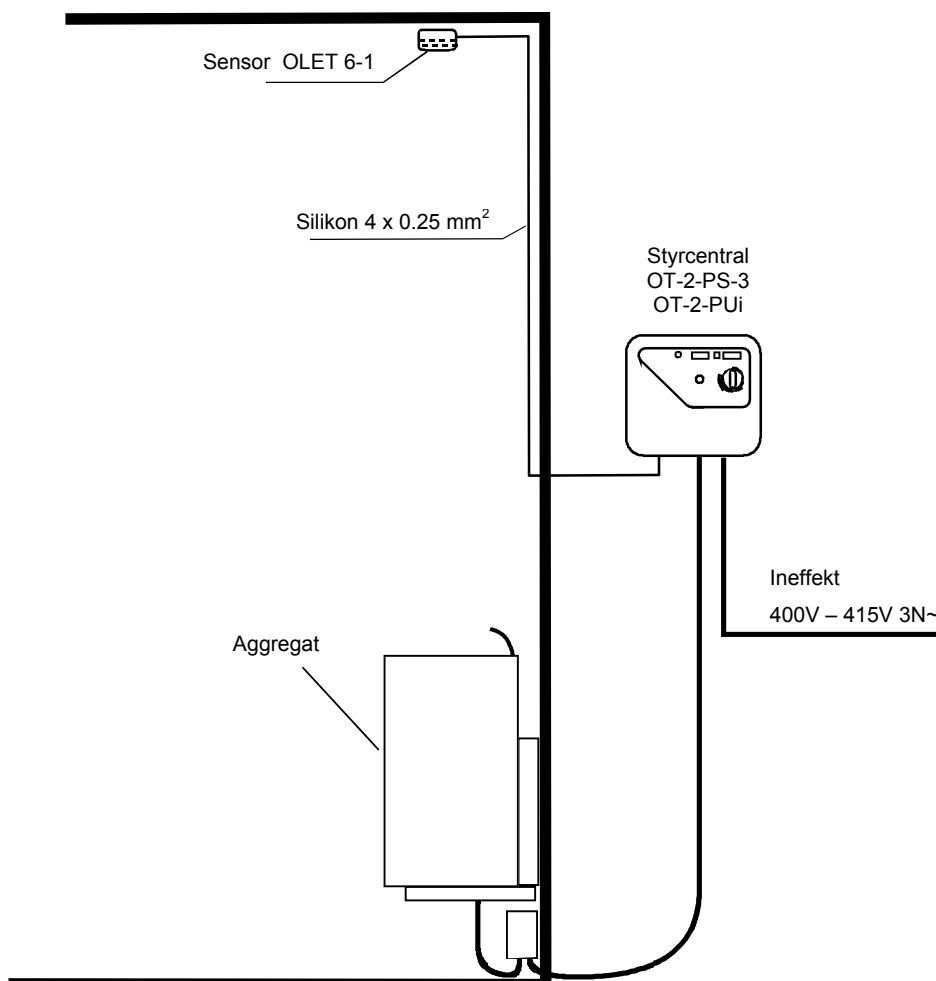 Sensor OLET 6-1
Silikon 4 x 0.25 mm²
Styrcentral
OT-2-PS-3
OT-2-PUi
Ineffekt
400V – 415V 3N~
Aggregat